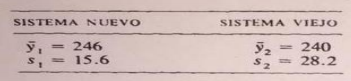 SISTEMA NUEVO SISTEMA VIEJO
ȳ₁ = 246 ȳ₂ = 240
s₁ = 15.6 s₂ = 28.2